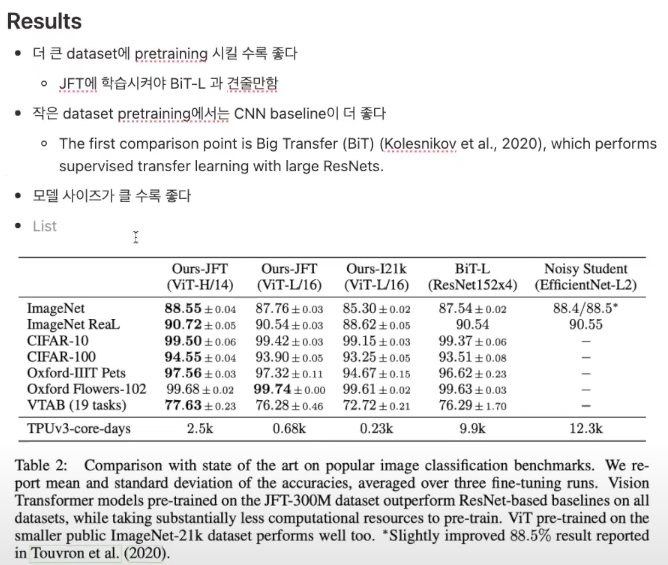 Results
• 더 큰 dataset에 pretraining 시킬 수록 좋다
○ JFT에 학습시켜야 BiT-L 과 견줄만함
• 작은 dataset pretraining에서는 CNN baseline이 더 좋다
○ The first comparison point is Big Transfer (BiT) (Kolesnikov et al., 2020), which performs
supervised transfer learning with large ResNets.
• 모델 사이즈가 클 수록 좋다
• List
Ours-JFT Ours-JFT Ours-I21k BiT-L Noisy Student
(ViT-H/14) (ViT-L/16) (ViT-L/16) (ResNet152x4) (EfficientNet-L2)
ImageNet 88.55 ± 0.04 87.76 ± 0.03 85.30 ± 0.02 87.54 ± 0.02 88.4/88.5*
ImageNet ReaL 90.72 ± 0.05 90.54 ± 0.03 88.62 ± 0.05 90.54 90.55
CIFAR-10 99.50 ± 0.06 99.42 ± 0.03 99.15 ± 0.03 99.37 ± 0.06 –
CIFAR-100 94.55 ± 0.04 93.90 ± 0.05 93.25 ± 0.05 93.51 ± 0.08 –
Oxford-IIIT Pets 97.56 ± 0.03 97.32 ± 0.11 94.67 ± 0.15 96.62 ± 0.23 –
Oxford Flowers-102 99.68 ± 0.02 99.74 ± 0.00 99.61 ± 0.02 99.63 ± 0.03 –
VTAB (19 tasks) 77.63 ± 0.23 76.28 ± 0.46 72.72 ± 0.21 76.29 ± 1.70 –
TPUv3-core-days 2.5k 0.68k 0.23k 9.9k 12.3k
Table 2: Comparison with state of the art on popular image classification benchmarks. We re-
port mean and standard deviation of the accuracies, averaged over three fine-tuning runs. Vision
Transformer models pre-trained on the JFT-300M dataset outperform ResNet-based baselines on all
datasets, while taking substantially less computational resources to pre-train. ViT pre-trained on the
smaller public ImageNet-21k dataset performs well too. *Slightly improved 88.5% result reported
in Touvron et al. (2020).